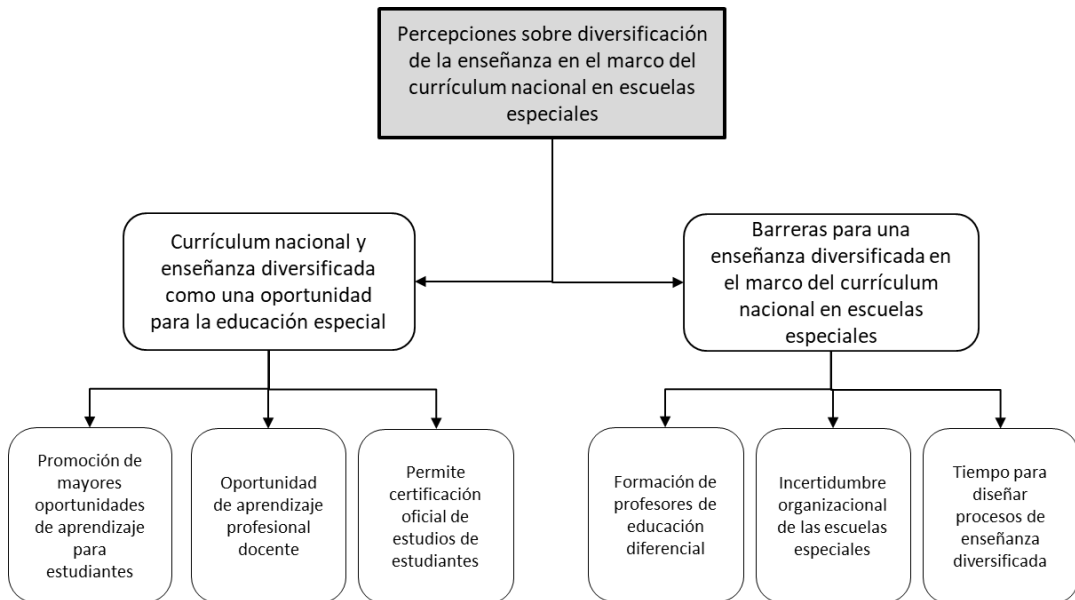 Percepciones sobre diversificación
de la enseñanza en el marco del
currículum nacional en escuelas
especiales
Currículum nacional y
enseñanza diversificada
como una oportunidad
para la educación especial
Barreras para una
enseñanza diversificada en
el marco del currículum
nacional en escuelas
especiales
Promoción de
mayores
oportunidades
de aprendizaje
para
estudiantes
Oportunidad
de aprendizaje
profesional
docente
Permite
certificación
oficial de
estudios de
estudiantes
Formación de
profesores de
educación
diferencial
Incertidumbre
organizacional
de las escuelas
especiales
Tiempo para
diseñar
procesos de
enseñanza
diversificada